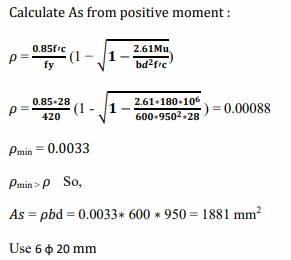 Calculate As from positive moment :
ρ = 0.85f′c/fy (1 − √(1 − 2.61Mu/bd²f′c))
ρ = 0.85*28/420 (1 - √(1 − 2.61*180*10⁶/600*950²*28) ) = 0.00088
ρmin = 0.0033
ρmin > ρ So,
As = ρbd = 0.0033* 600 * 950 = 1881 mm²
Use 6 ϕ 20 mm